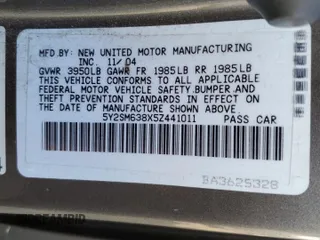 MFD. BY: NEW UNITED MOTOR MANUFACTURING
INC. 11/04
GVWR 3950LB GAWR FR 1985LB RR 1985LB
THIS VEHICLE CONFORMS TO ALL APPLICABLE
FEDERAL MOTOR VEHICLE SAFETY, BUMPER, AND
THEFT PREVENTION STANDARDS IN EFFECT ON
THE DATE OF MANUFACTURE SHOWN ABOVE
5Y2SM638X5Z441011 PASS CAR
BA3625328